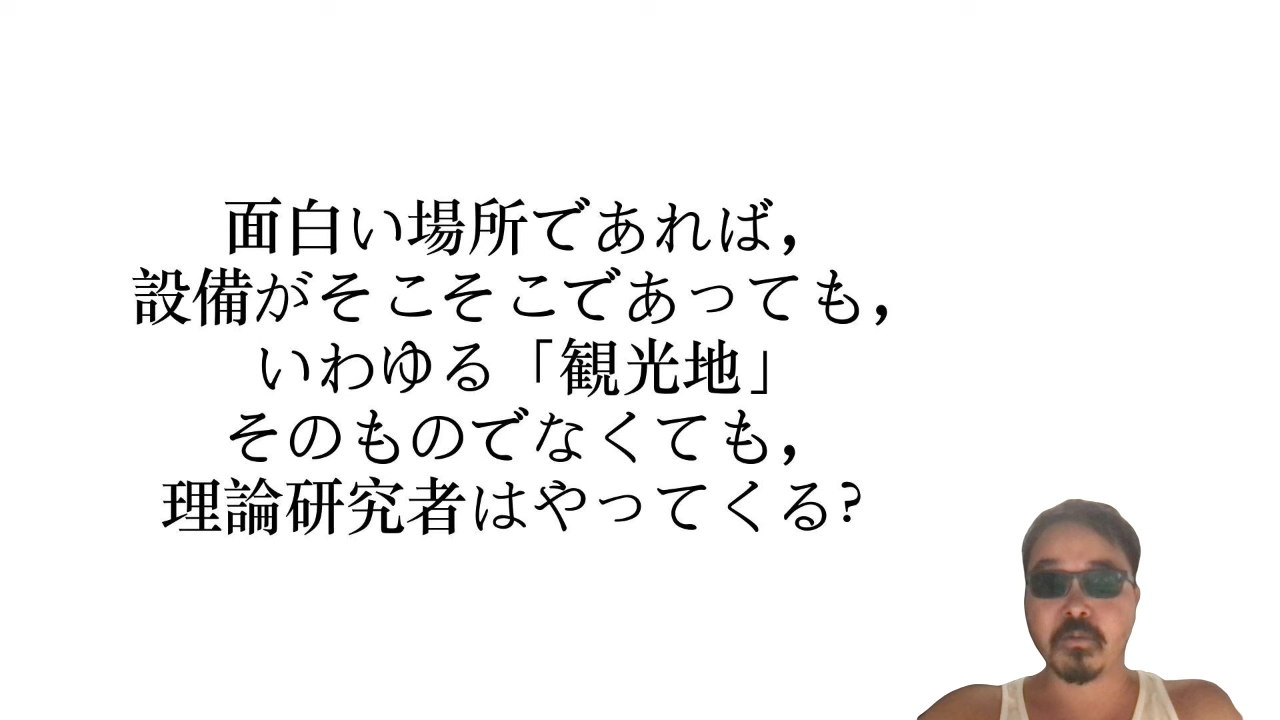 面白い場所であれば，
設備がそこそこであっても，
いわゆる「観光地」
そのものでなくても，
理論研究者はやってくる?